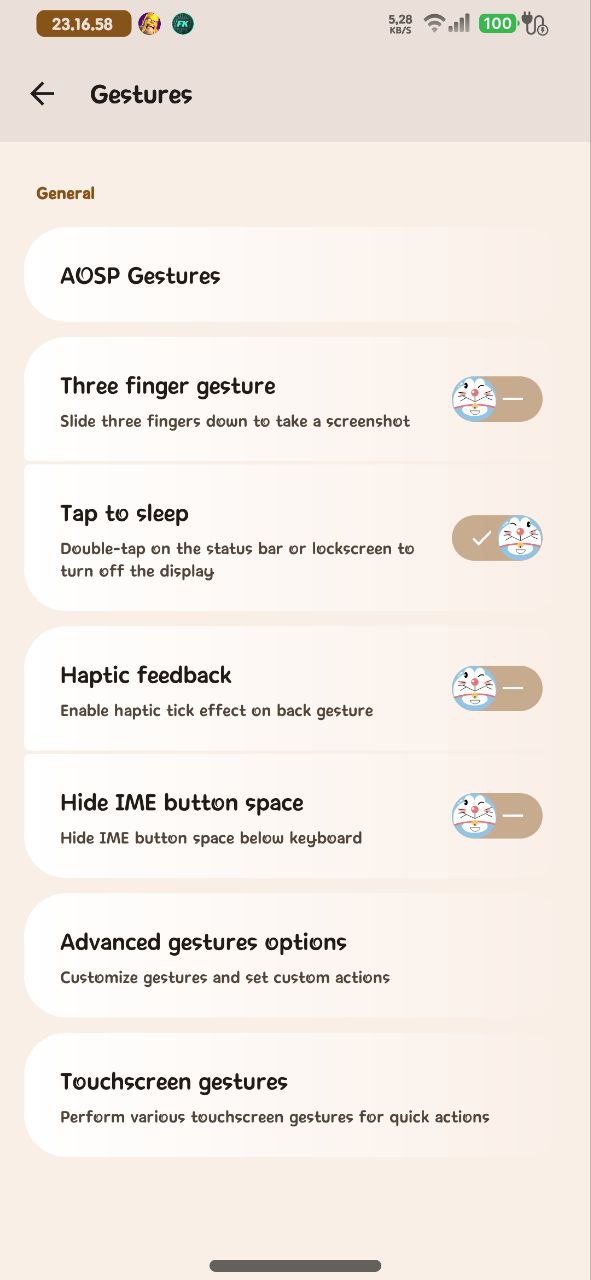 23.16.58
FK
5,28
KB/S
100
Gestures
General
AOSP Gestures
Three finger gesture
Slide three fingers down to take a screenshot
Tap to sleep
Double-tap on the status bar or lockscreen to
turn off the display
Haptic feedback
Enable haptic tick effect on back gesture
Hide IME button space
Hide IME button space below keyboard
Advanced gestures options
Customize gestures and set custom actions
Touchscreen gestures
Perform various touchscreen gestures for quick actions